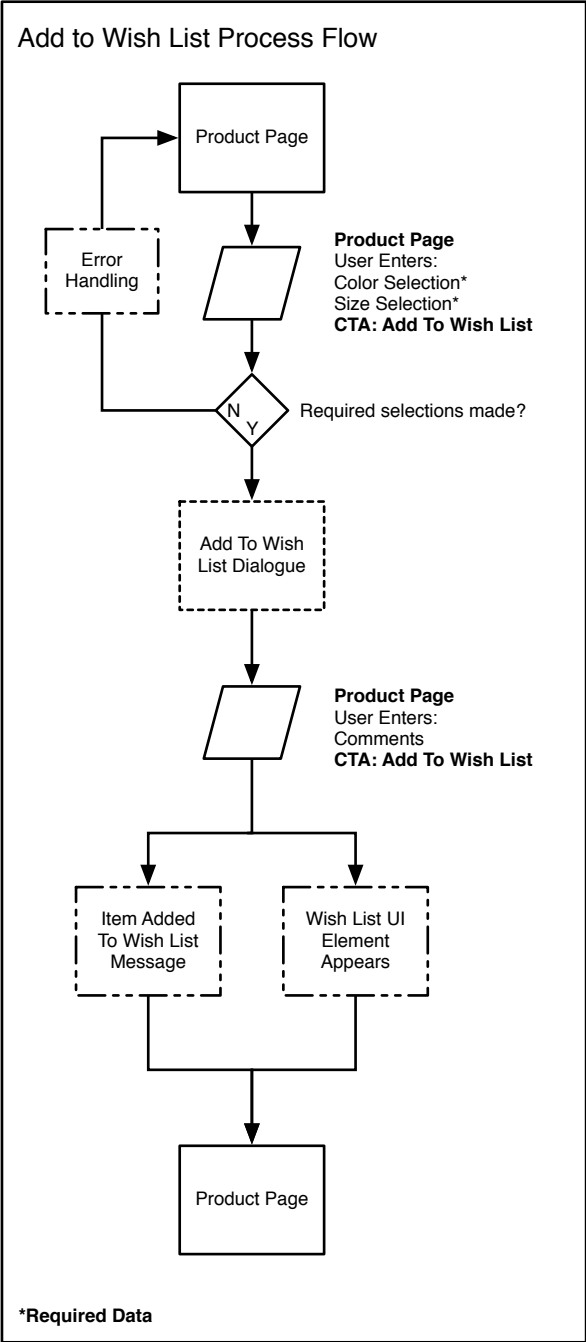 Add to Wish List Process Flow
Product Page
Product Page
User Enters:
Color Selection*
Size Selection*
CTA: Add To Wish List
Error
Handling
N
Y
Required selections made?
Add To Wish
List Dialogue
Product Page
User Enters:
Comments
CTA: Add To Wish List
Item Added
To Wish List
Message
Wish List UI
Element
Appears
Product Page
*Required Data